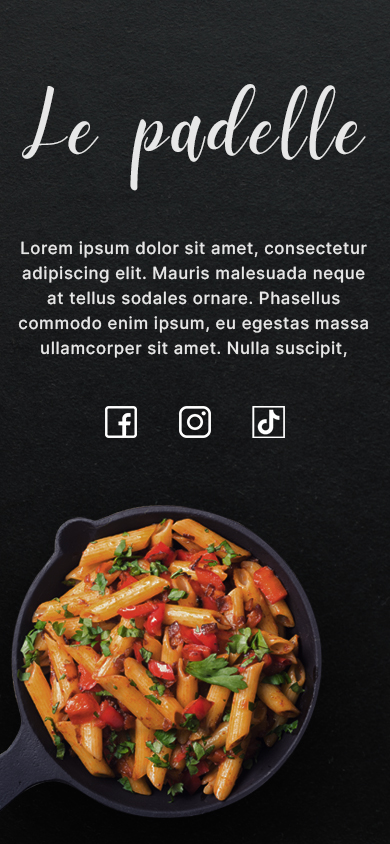 Le padelle
Lorem ipsum dolor sit amet, consectetur
adipiscing elit. Mauris malesuada neque
at tellus sodales ornare. Phasellus
commodo enim ipsum, eu egestas massa
ullamcorper sit amet. Nulla suscipit,